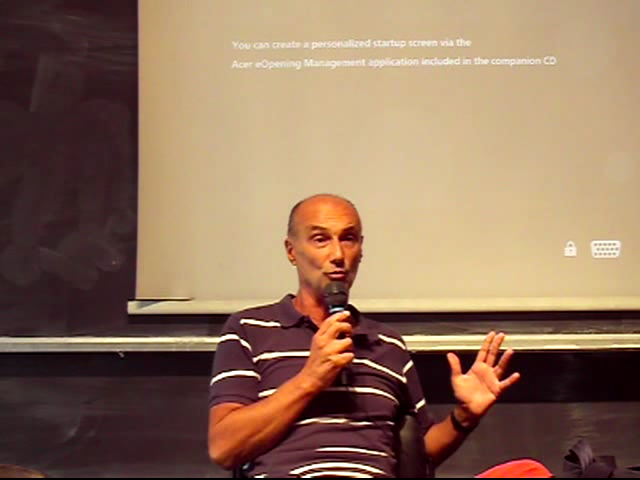 You can create a personalized startup screen via the
Acer eOpening Management application included in the companion CD